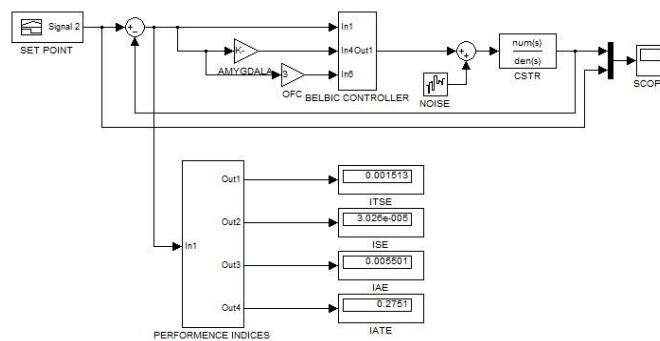 Signal 2
SET POINT
In1
In4
Out1
In6
K-
AMYGDALA
3
OFC
BELBIC CONTROLLER
NOISE
num(s)
den(s)
CSTR
SCOP
In1
Out1
Out2
Out3
Out4
PERFORMENCE INDICES
0.001513
ITSE
3.026e-005
ISE
0.005501
IAE
0.2751
IATE